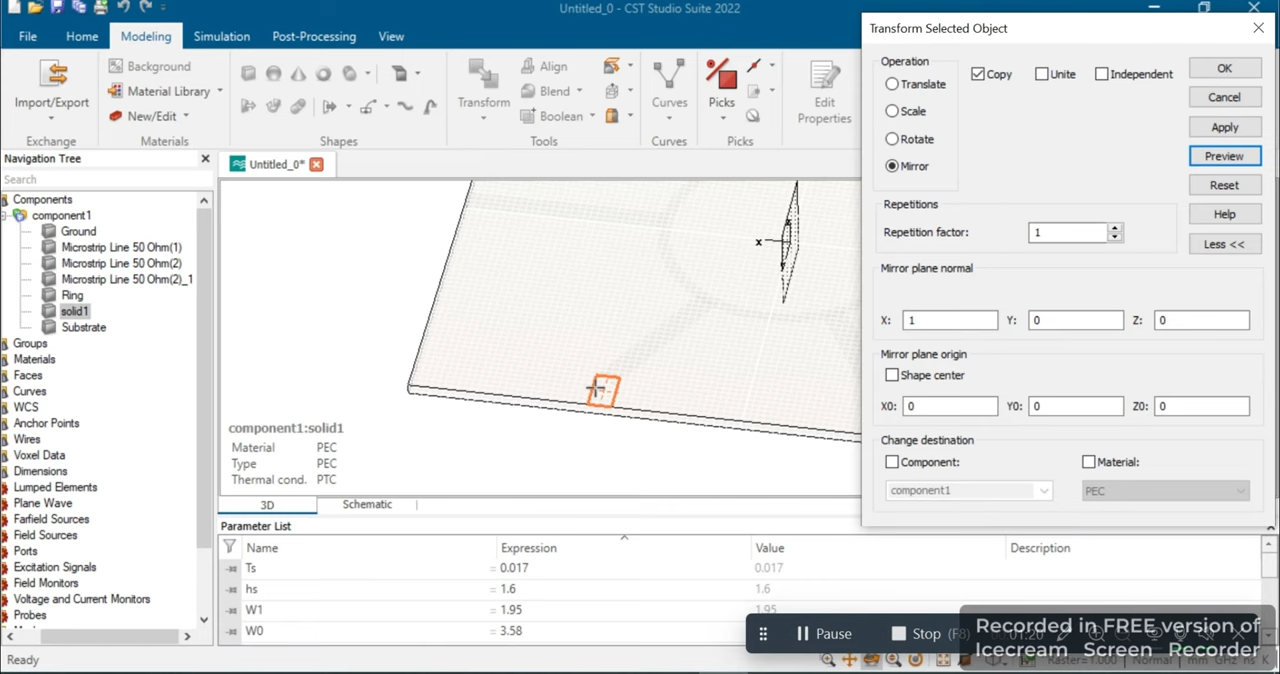 Untitled_0 - CST Studio Suite 2022
File Home Modeling Simulation Post-Processing View
Import/Export
Exchange
Background
Material Library
New/Edit
Materials
Shapes
Transform
Align
Blend
Boolean
Tools
Curves
Curves
Picks
Picks
Edit
Properties
Navigation Tree
Search
Components
component1
Ground
Microstrip Line 50 Ohm(1)
Microstrip Line 50 Ohm(2)
Microstrip Line 50 Ohm(2)_1
Ring
solid1
Substrate
Groups
Materials
Faces
Curves
WCS
Anchor Points
Wires
Voxel Data
Dimensions
Lumped Elements
Plane Wave
Farfield Sources
Field Sources
Ports
Excitation Signals
Field Monitors
Voltage and Current Monitors
Probes
Untitled_0*
x
component1:solid1
Material PEC
Type PEC
Thermal cond. PTC
3D Schematic
Parameter List
Name Expression Value Description
Ts = 0.017 0.017
hs = 1.6 1.6
W1 = 1.95 1.95
W0 = 3.58
Transform Selected Object
Operation
Translate
Scale
Rotate
Mirror
Copy Unite Independent
OK
Cancel
Apply
Preview
Reset
Help
Less <<
Repetitions
Repetition factor: 1
Mirror plane normal
X: 1 Y: 0 Z: 0
Mirror plane origin
Shape center
X0: 0 Y0: 0 Z0: 0
Change destination
Component: Material:
component1 PEC
Pause Stop (F8)
Recorded in FREE version of
Icecream Screen Recorder
Ready
Raster=1.000 Normal mm GHz ns K